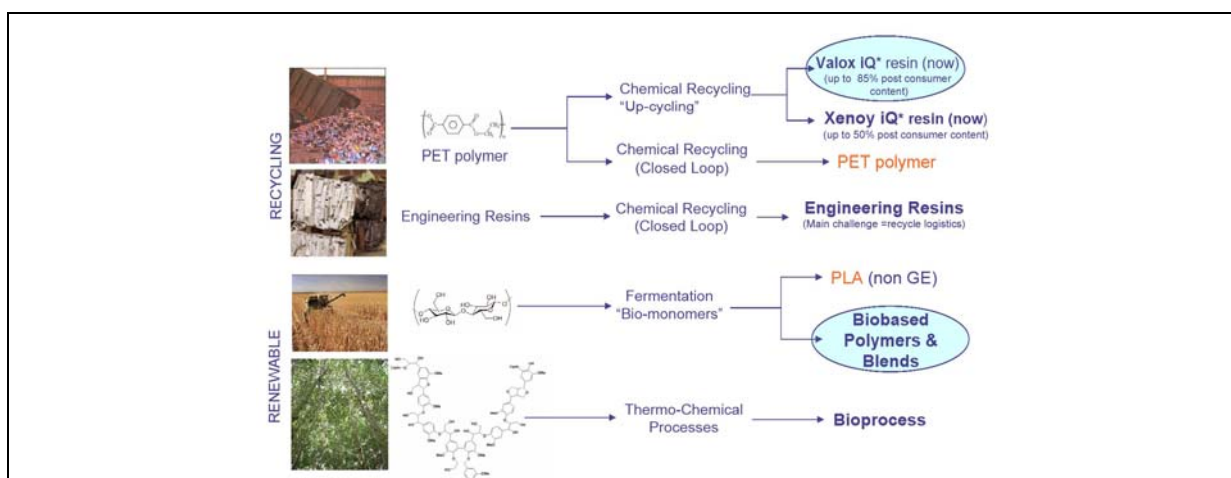 RECYCLING
PET polymer
Chemical Recycling
"Up-cycling"
Valox iQ* resin (now)
(up to 85% post consumer
content)
Xenoy iQ* resin (now)
(up to 50% post consumer content)
Chemical Recycling
(Closed Loop)
PET polymer
Engineering Resins
Chemical Recycling
(Closed Loop)
Engineering Resins
(Main challenge =recycle logistics)
RENEWABLE
Fermentation
"Bio-monomers"
PLA (non GE)
Biobased
Polymers &
Blends
Thermo-Chemical
Processes
Bioprocess